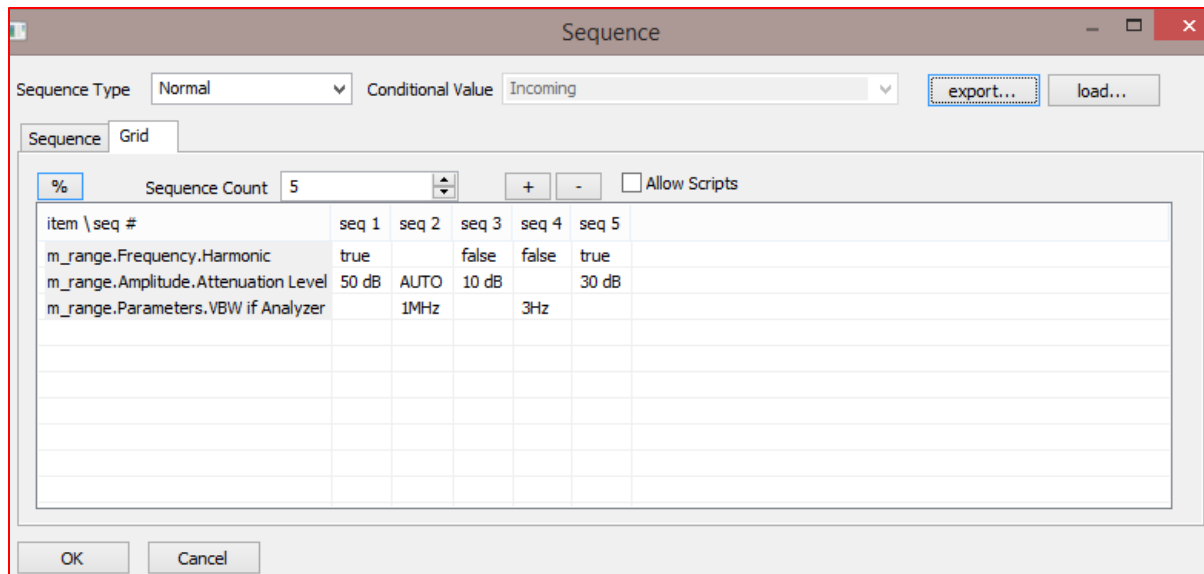 Sequence
Sequence Type Normal Conditional Value Incoming export... load...
Sequence Grid
% Sequence Count 5 + - Allow Scripts
item \ seq # seq 1 seq 2 seq 3 seq 4 seq 5
m_range.Frequency.Harmonic true false false true
m_range.Amplitude.Attenuation Level 50 dB AUTO 10 dB 30 dB
m_range.Parameters.VBW if Analyzer 1MHz 3Hz
OK Cancel